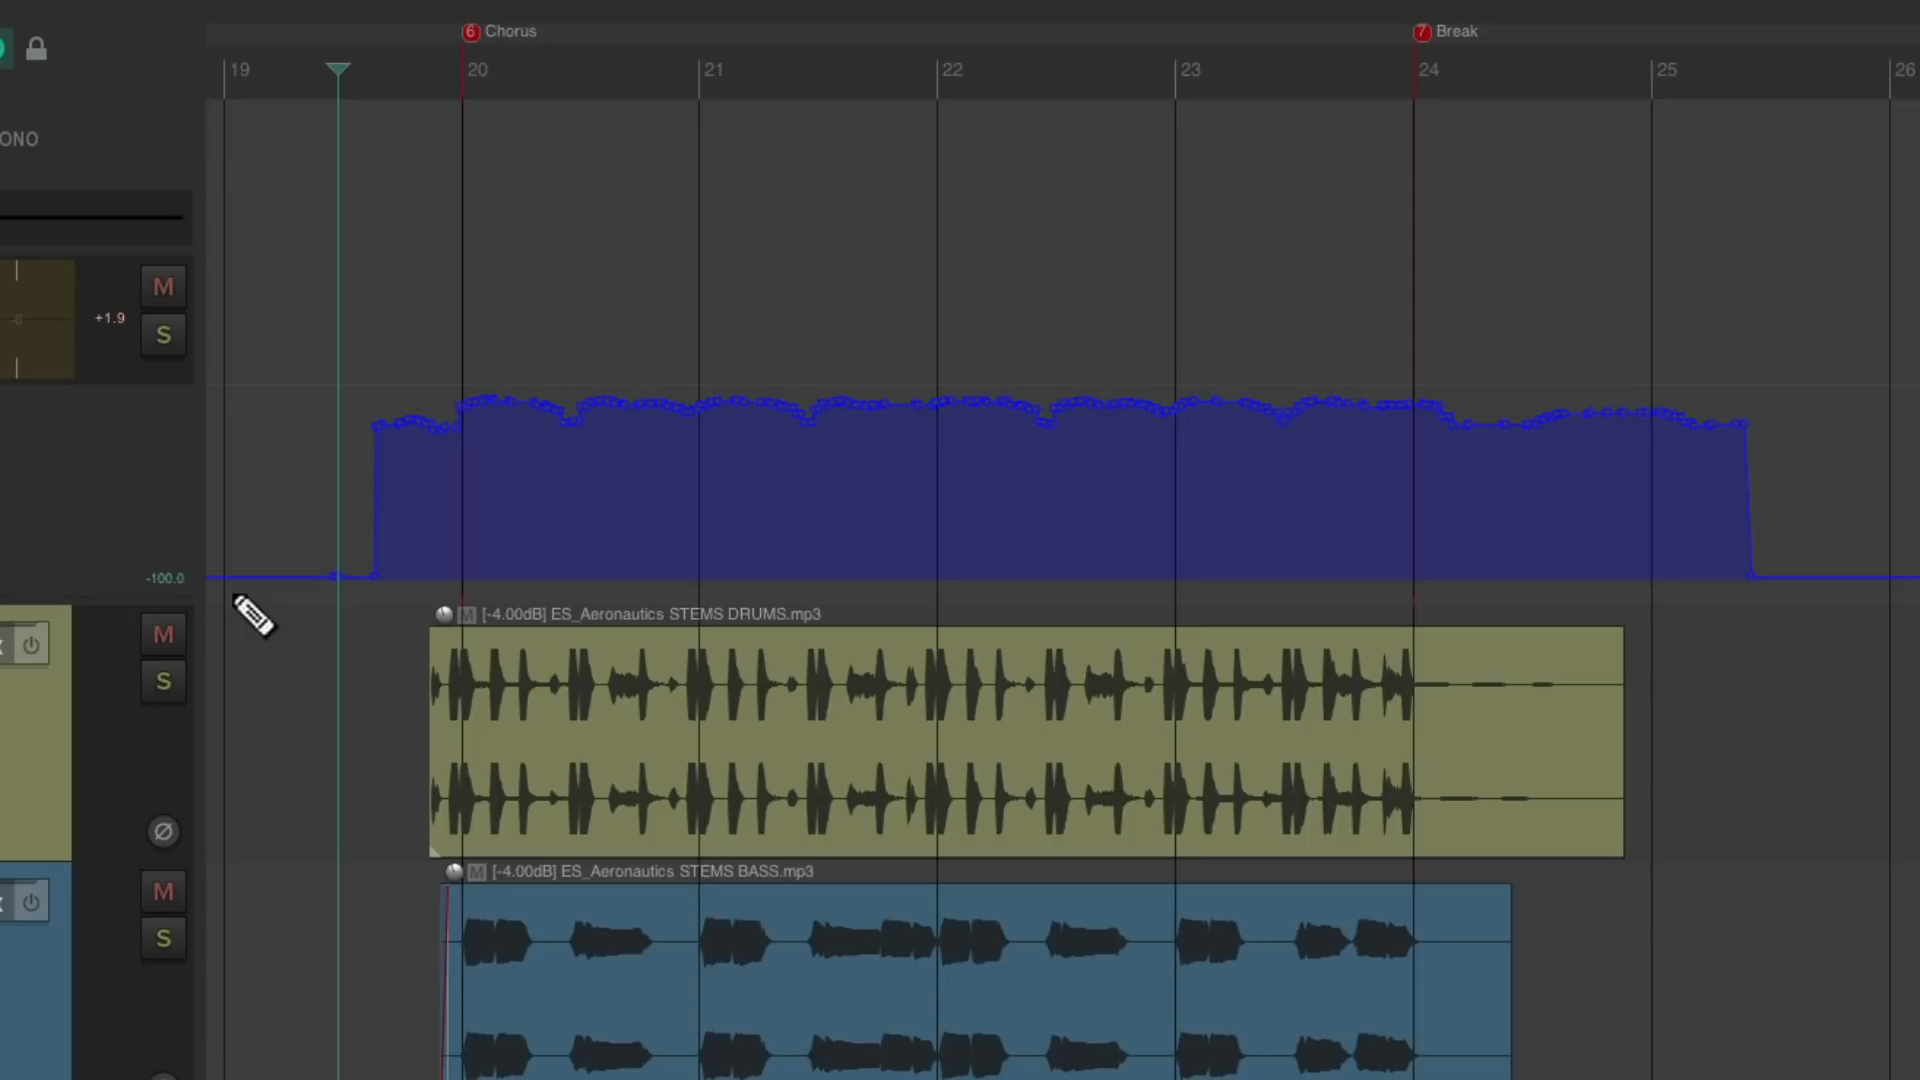 6 Chorus
7 Break
19
20
21
22
23
24
25
26
ONO
M
-6
+1.9
S
-100.0
M [-4.00dB] ES_Aeronautics STEMS DRUMS.mp3
M
S
Ø
M [-4.00dB] ES_Aeronautics STEMS BASS.mp3
M
S